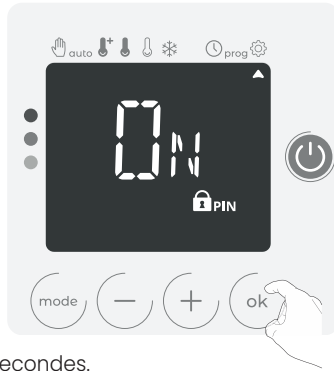 auto prog
ON
PIN
mode − + ok
econdes.